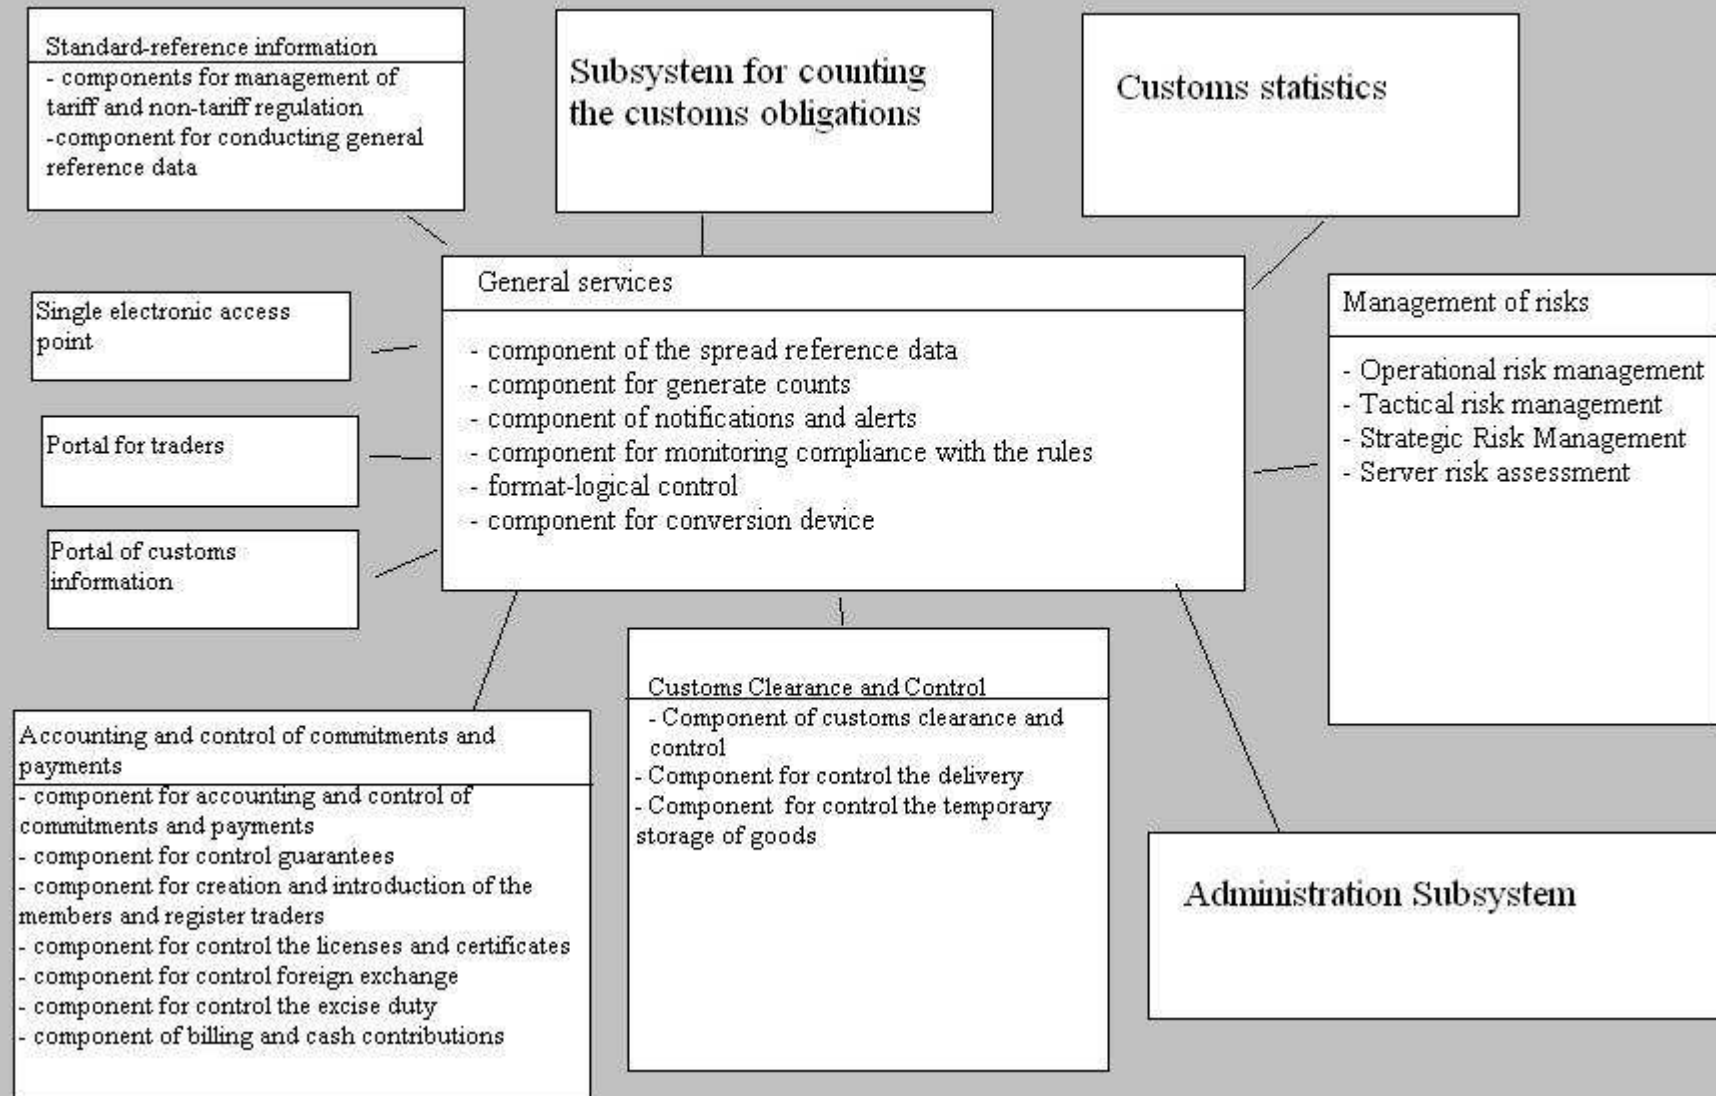 Standard-reference information
- components for management of
tariff and non-tariff regulation
-component for conducting general
reference data
Subsystem for counting
the customs obligations
Customs statistics
General services
- component of the spread reference data
- component for generate counts
- component of notifications and alerts
- component for monitoring compliance with the rules
- format-logical control
- component for conversion device
Single electronic access
point
Portal for traders
Portal of customs
information
Management of risks
- Operational risk management
- Tactical risk management
- Strategic Risk Management
- Server risk assessment
Accounting and control of commitments and
payments
- component for accounting and control of
commitments and payments
- component for control guarantees
- component for creation and introduction of the
members and register traders
- component for control the licenses and certificates
- component for control foreign exchange
- component for control the excise duty
- component of billing and cash contributions
Customs Clearance and Control
- Component of customs clearance and
control
- Component for control the delivery
- Component for control the temporary
storage of goods
Administration Subsystem